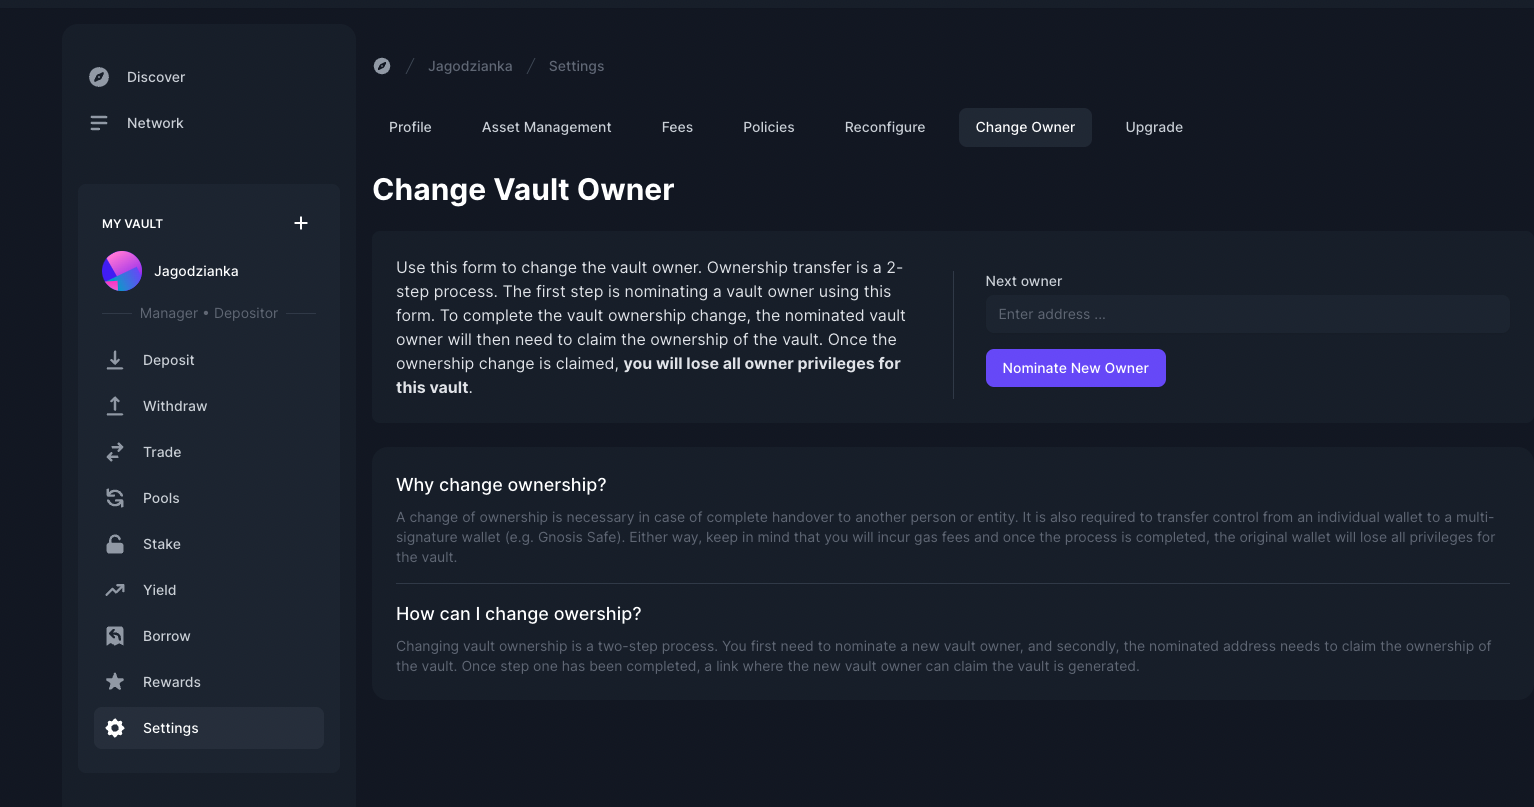 Discover
Network
MY VAULT
Jagodzianka
Manager • Depositor
Deposit
Withdraw
Trade
Pools
Stake
Yield
Borrow
Rewards
Settings
/ Jagodzianka / Settings
Profile Asset Management Fees Policies Reconfigure Change Owner Upgrade
Change Vault Owner
Use this form to change the vault owner. Ownership transfer is a 2-
step process. The first step is nominating a vault owner using this
form. To complete the vault ownership change, the nominated vault
owner will then need to claim the ownership of the vault. Once the
ownership change is claimed, you will lose all owner privileges for
this vault.
Next owner
Enter address ...
Nominate New Owner
Why change ownership?
A change of ownership is necessary in case of complete handover to another person or entity. It is also required to transfer control from an individual wallet to a multi-
signature wallet (e.g. Gnosis Safe). Either way, keep in mind that you will incur gas fees and once the process is completed, the original wallet will lose all privileges for
the vault.
How can I change owership?
Changing vault ownership is a two-step process. You first need to nominate a new vault owner, and secondly, the nominated address needs to claim the ownership of
the vault. Once step one has been completed, a link where the new vault owner can claim the vault is generated.